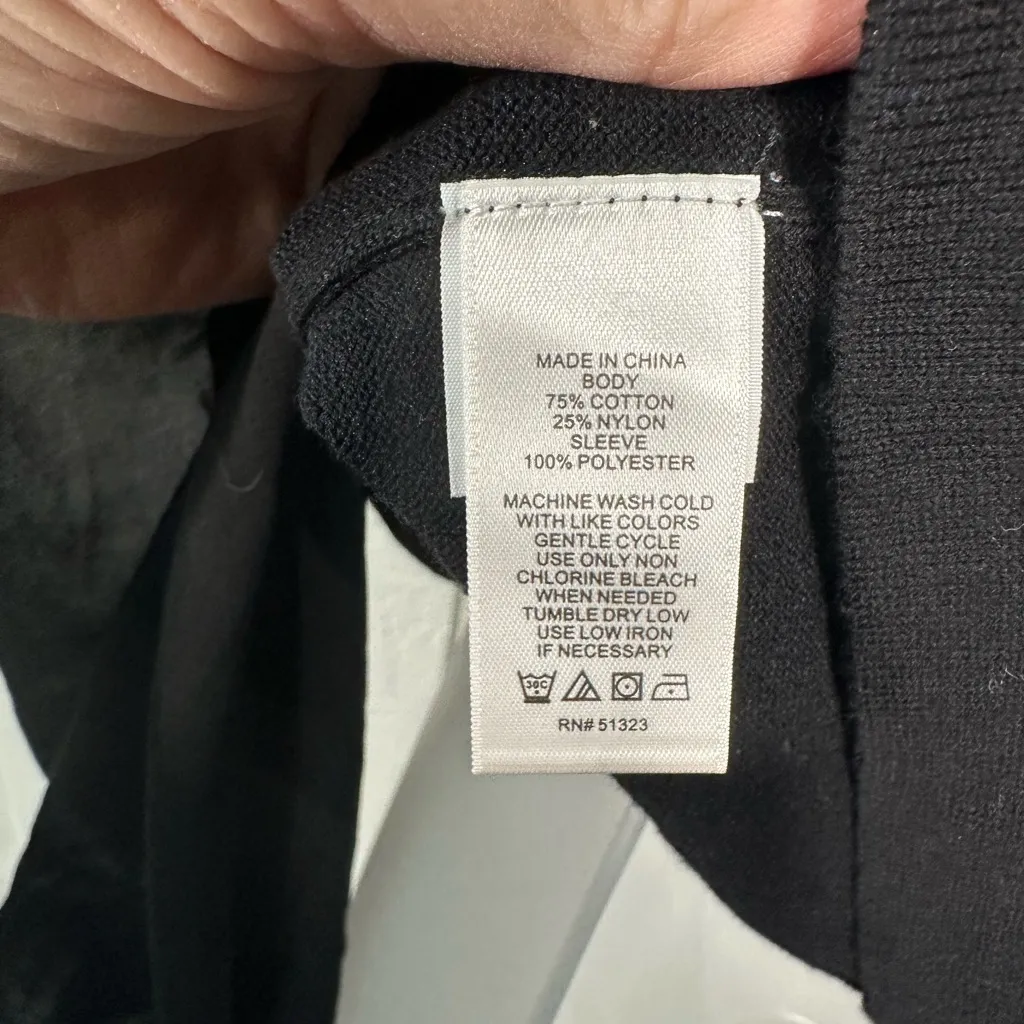 MADE IN CHINA
BODY
75% COTTON
25% NYLON
SLEEVE
100% POLYESTER
MACHINE WASH COLD
WITH LIKE COLORS
GENTLE CYCLE
USE ONLY NON
CHLORINE BLEACH
WHEN NEEDED
TUMBLE DRY LOW
USE LOW IRON
IF NECESSARY
30C
RN# 51323